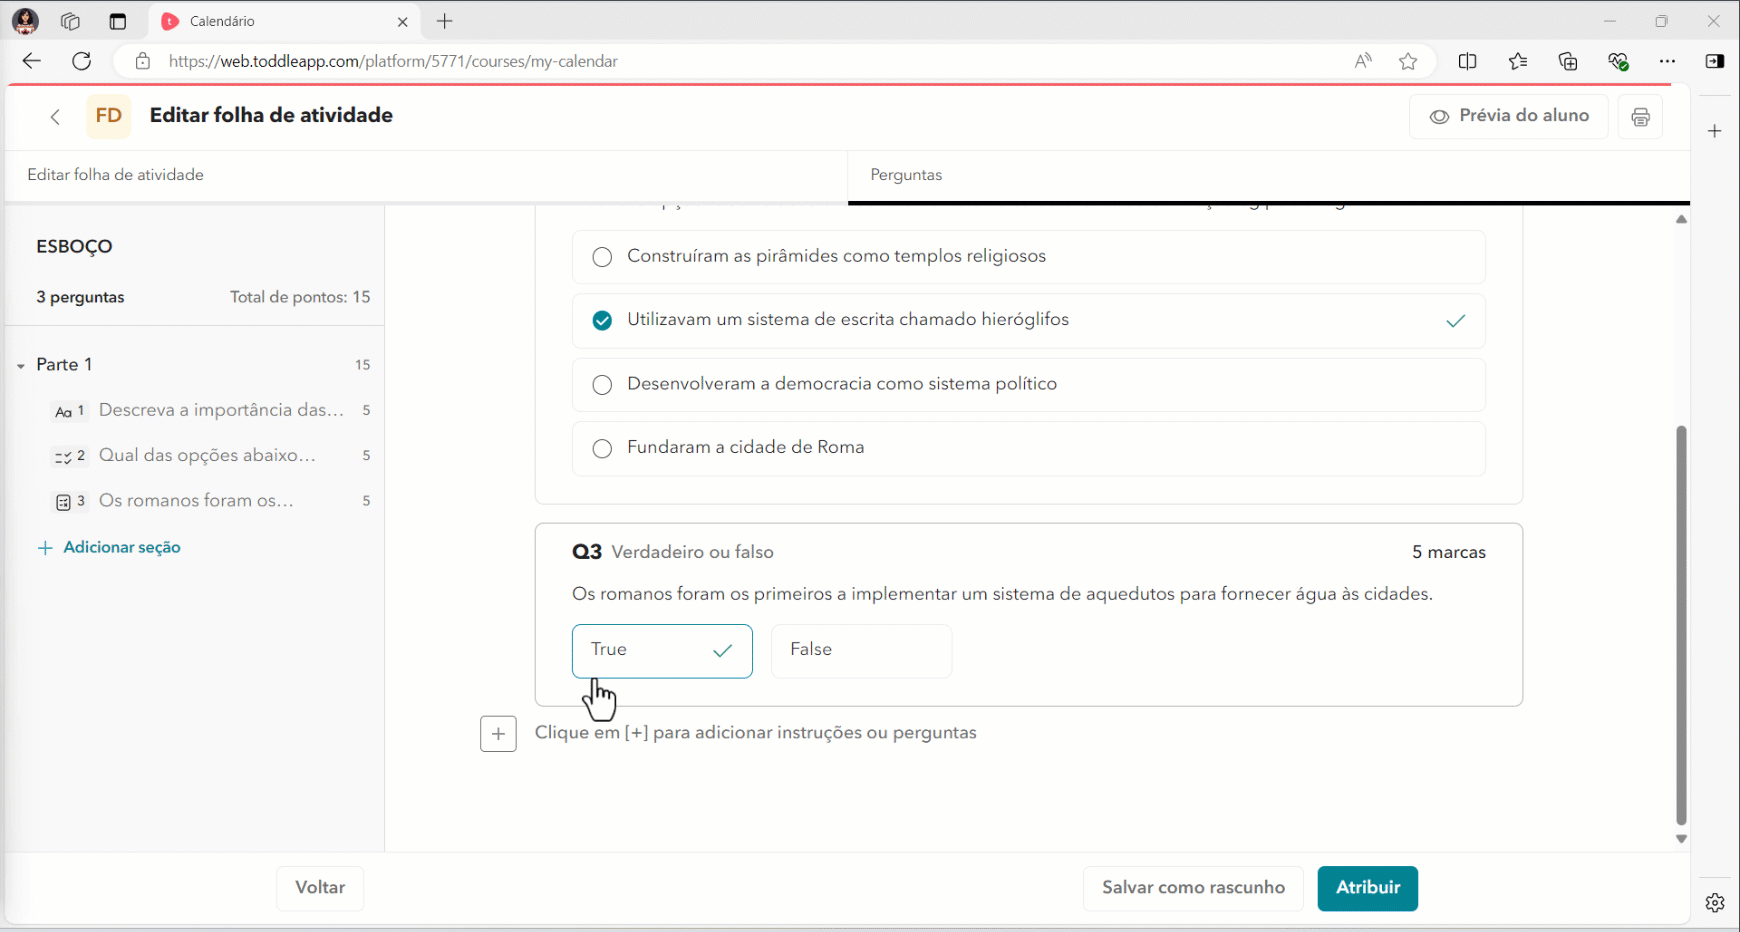 Calendário
https://web.toddleapp.com/platform/5771/courses/my-calendar
FD
Editar folha de atividade
Prévia do aluno
Editar folha de atividade
Perguntas
ESBOÇO
3 perguntas
Total de pontos: 15
Parte 1
15
Aa 1 Descreva a importância das... 5
2 Qual das opções abaixo... 5
3 Os romanos foram os... 5
Adicionar seção
Construíram as pirâmides como templos religiosos
Utilizavam um sistema de escrita chamado hieróglifos
Desenvolveram a democracia como sistema político
Fundaram a cidade de Roma
Q3 Verdadeiro ou falso
5 marcas
Os romanos foram os primeiros a implementar um sistema de aquedutos para fornecer água às cidades.
True
False
Clique em [+] para adicionar instruções ou perguntas
Voltar
Salvar como rascunho
Atribuir